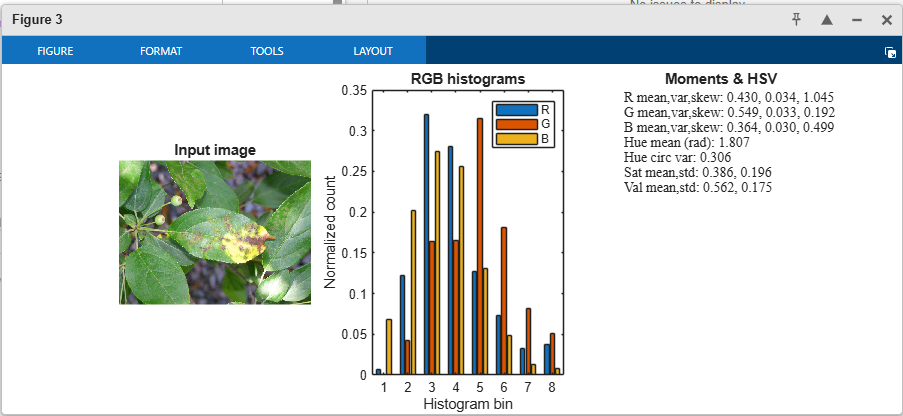 No issues to display
Figure 3
FIGURE FORMAT TOOLS LAYOUT
Input image
RGB histograms
0.35
0.3
0.25
0.2
0.15
0.1
0.05
0
Normalized count
R
G
B
1 2 3 4 5 6 7 8
Histogram bin
Moments & HSV
R mean,var,skew: 0.430, 0.034, 1.045
G mean,var,skew: 0.549, 0.033, 0.192
B mean,var,skew: 0.364, 0.030, 0.499
Hue mean (rad): 1.807
Hue circ var: 0.306
Sat mean,std: 0.386, 0.196
Val mean,std: 0.562, 0.175